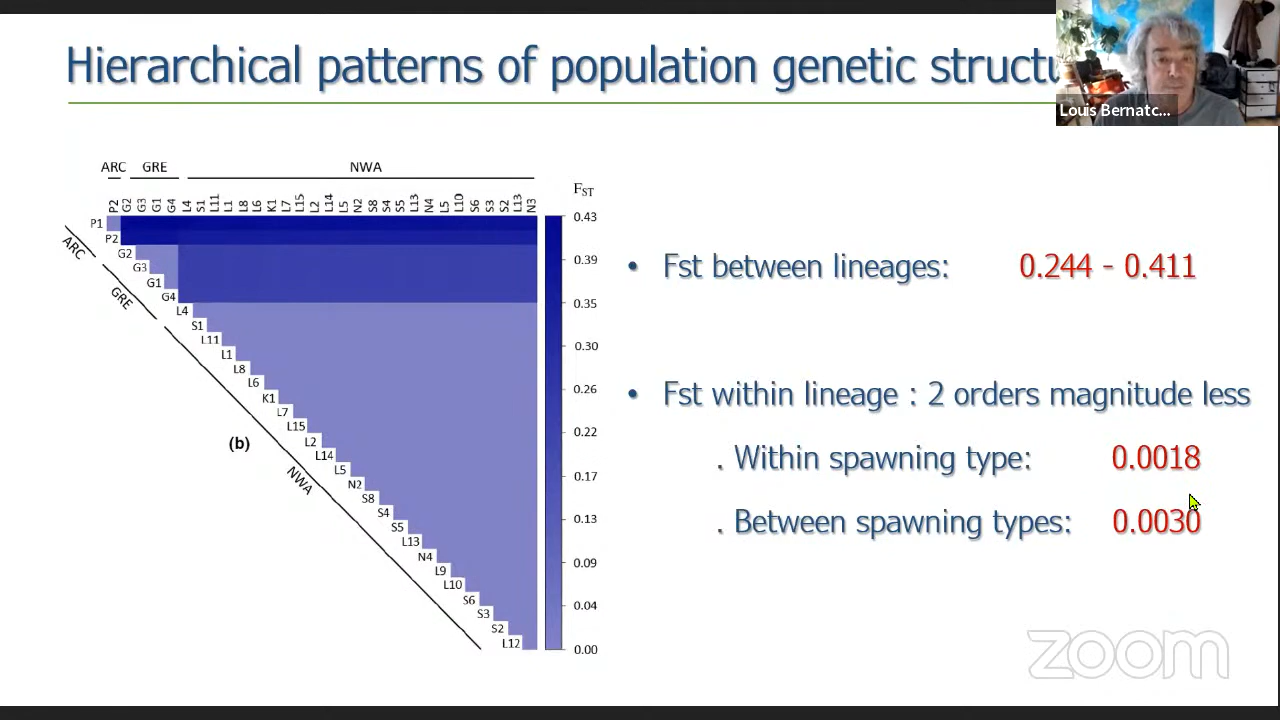 Hierarchical patterns of population genetic structu
Louis Bernatc...
ARC GRE NWA
P2 G2 G3 G1 G4 L4 S1 L11 L1 L8 L6 K1 L7 L15 L2 L14 L5 N2 S8 S4 S5 L13 N4 L5 L10 S6 S3 S2 L13 N3
FST
P1
P2
G2
G3
G1
G4
L4
S1
L11
L1
L8
L6
K1
L7
L15
L2
L14
L5
N2
S8
S4
S5
L13
N4
L9
L10
S6
S3
S2
L12
ARC
GRE
NWA
(b)
0.43
0.39
0.35
0.30
0.26
0.22
0.17
0.13
0.09
0.04
0.00
• Fst between lineages: 0.244 - 0.411
• Fst within lineage : 2 orders magnitude less
. Within spawning type: 0.0018
. Between spawning types: 0.0030
zoom